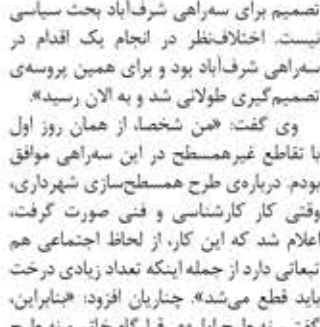 تصمیم برای سه‌راهی شرف‌آباد بحث سیاسی
نیست. اختلاف‌نظر در انجام یک اقدام در
سه‌راهی شرف‌آباد بود و برای همین پروسه‌ی
تصمیم‌گیری طولانی شد و به الان رسید».
وی گفت: «من شخصا، از همان روز اول
با تقاطع غیرهمسطح در این سه‌راهی موافق
بودم. درباره‌ی طرح همسطح‌سازی شهرداری،
وقتی کار کارشناسی و فنی صورت گرفت،
اعلام شد که این کار، از لحاظ اجتماعی هم
تبعاتی دارد از جمله اینکه تعداد زیادی درخت
باید قطع می‌شد». چناریان افزود: «بنابراین،